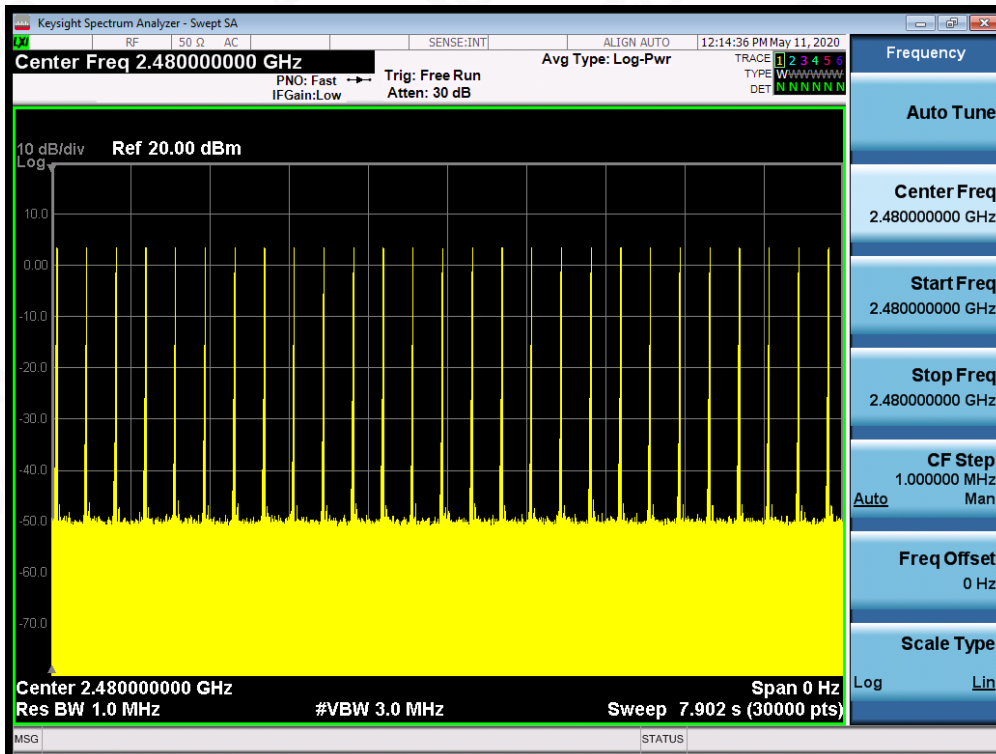 Keysight Spectrum Analyzer - Swept SA
LXI RF 50 Ω AC SENSE:INT ALIGN AUTO 12:14:36 PM May 11, 2020
Center Freq 2.480000000 GHz
PNO: Fast
IFGain:Low
Trig: Free Run
Atten: 30 dB
Avg Type: Log-Pwr
TRACE 1 2 3 4 5 6
TYPE WWWWWWW
DET N N N N N N
10 dB/div
Log
Ref 20.00 dBm
10.0
0.00
-10.0
-20.0
-30.0
-40.0
-50.0
-60.0
-70.0
Center 2.480000000 GHz
Span 0 Hz
Res BW 1.0 MHz
#VBW 3.0 MHz
Sweep 7.902 s (30000 pts)
MSG
STATUS
Frequency
Auto Tune
Center Freq
2.480000000 GHz
Start Freq
2.480000000 GHz
Stop Freq
2.480000000 GHz
CF Step
1.000000 MHz
Auto Man
Freq Offset
0 Hz
Scale Type
Log Lin